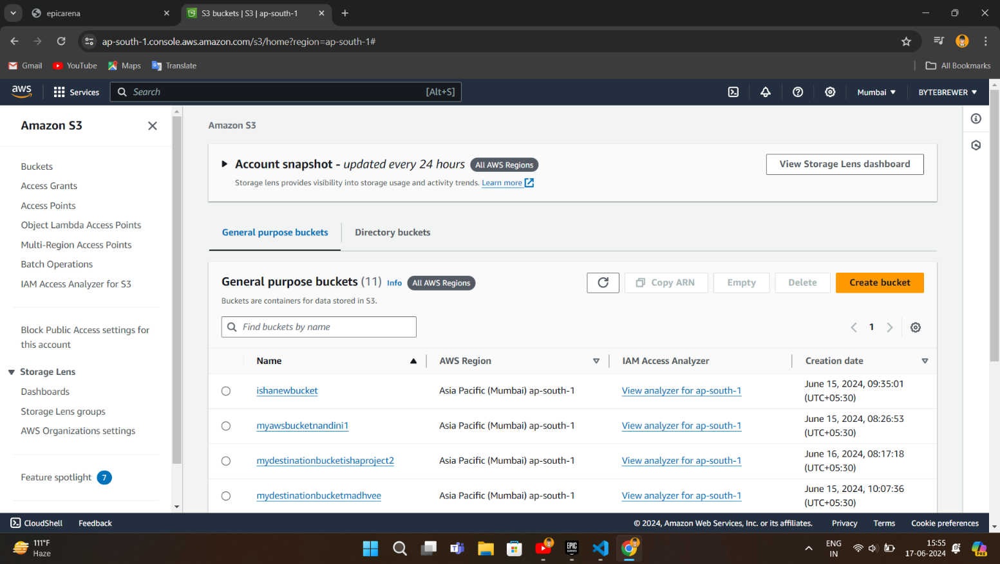 epicarena
S3 buckets | S3 | ap-south-1
ap-south-1.console.aws.amazon.com/s3/home?region=ap-south-1#
Gmail
YouTube
Maps
Translate
All Bookmarks
aws
Services
Search
[Alt+S]
Mumbai
BYTEBREWER
Amazon S3
Buckets
Access Grants
Access Points
Object Lambda Access Points
Multi-Region Access Points
Batch Operations
IAM Access Analyzer for S3
Block Public Access settings for
this account
Storage Lens
Dashboards
Storage Lens groups
AWS Organizations settings
Feature spotlight 7
Amazon S3
Account snapshot - updated every 24 hours All AWS Regions
Storage lens provides visibility into storage usage and activity trends. Learn more
View Storage Lens dashboard
General purpose buckets
Directory buckets
General purpose buckets (11) Info All AWS Regions
Buckets are containers for data stored in S3.
Copy ARN
Empty
Delete
Create bucket
Find buckets by name
1
Name
AWS Region
IAM Access Analyzer
Creation date
ishanewbucket
Asia Pacific (Mumbai) ap-south-1
View analyzer for ap-south-1
June 15, 2024, 09:35:01
(UTC+05:30)
myawsbucketnandini1
Asia Pacific (Mumbai) ap-south-1
View analyzer for ap-south-1
June 15, 2024, 08:26:53
(UTC+05:30)
mydestinationbucketishaproject2
Asia Pacific (Mumbai) ap-south-1
View analyzer for ap-south-1
June 16, 2024, 08:17:18
(UTC+05:30)
mydestinationbucketmadhvee
Asia Pacific (Mumbai) ap-south-1
View analyzer for ap-south-1
June 15, 2024, 10:07:36
(UTC+05:30)
CloudShell
Feedback
© 2024, Amazon Web Services, Inc. or its affiliates.
Privacy
Terms
Cookie preferences
111°F
Haze
EPIC
GAMES
ENG
IN
15:55
17-06-2024
PRE